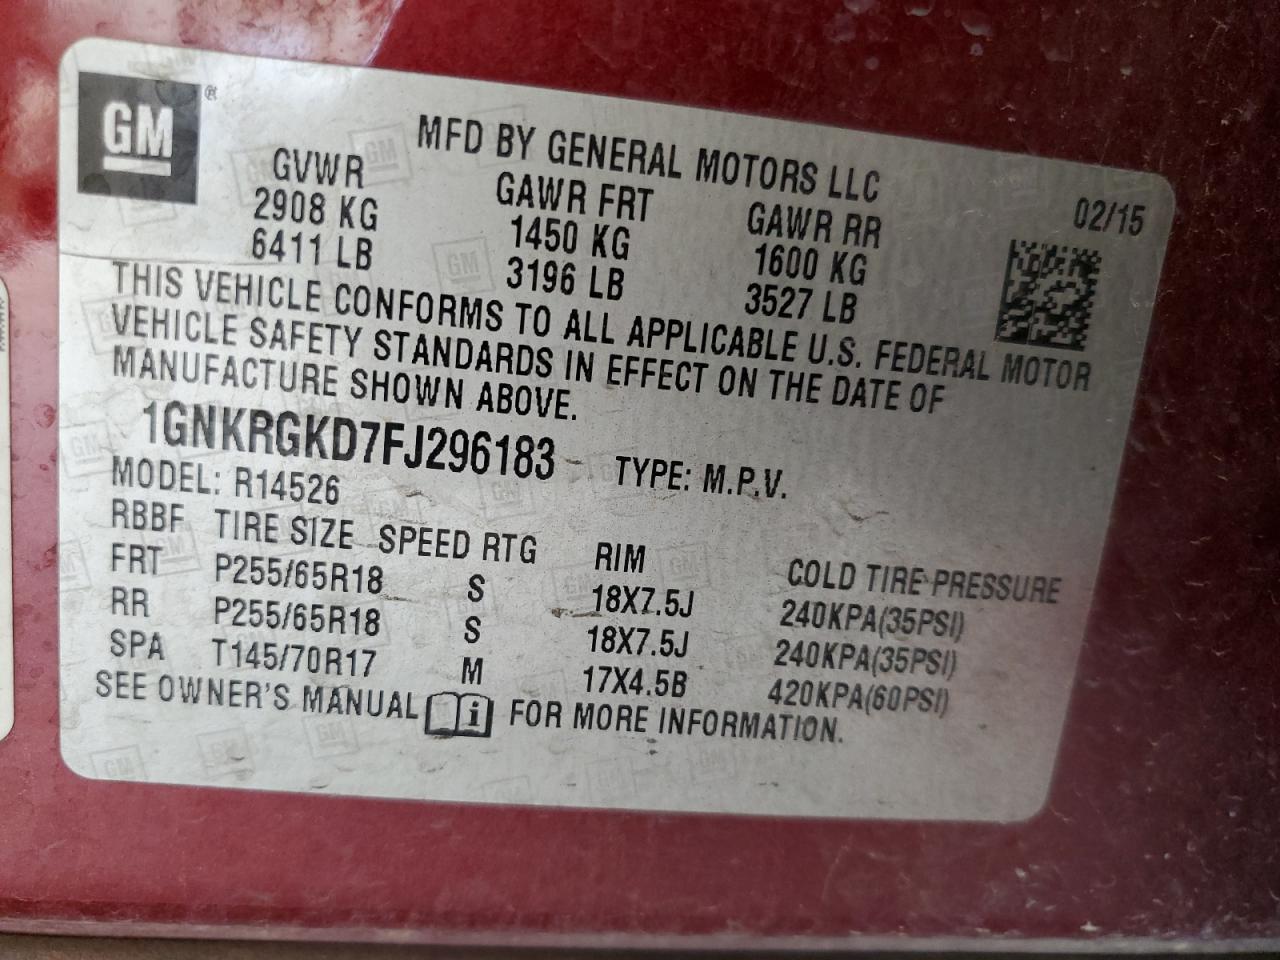 GM®
MFD BY GENERAL MOTORS LLC
02/15
GVWR GAWR FRT GAWR RR
2908 KG 1450 KG 1600 KG
6411 LB 3196 LB 3527 LB
THIS VEHICLE CONFORMS TO ALL APPLICABLE U.S. FEDERAL MOTOR
VEHICLE SAFETY STANDARDS IN EFFECT ON THE DATE OF
MANUFACTURE SHOWN ABOVE.
1GNKRGKD7FJ296183 TYPE: M.P.V.
MODEL: R14526
RBBF TIRE SIZE SPEED RTG RIM COLD TIRE PRESSURE
FRT P255/65R18 S 18X7.5J 240KPA(35PSI)
RR P255/65R18 S 18X7.5J 240KPA(35PSI)
SPA T145/70R17 M 17X4.5B 420KPA(60PSI)
SEE OWNER'S MANUAL i FOR MORE INFORMATION.